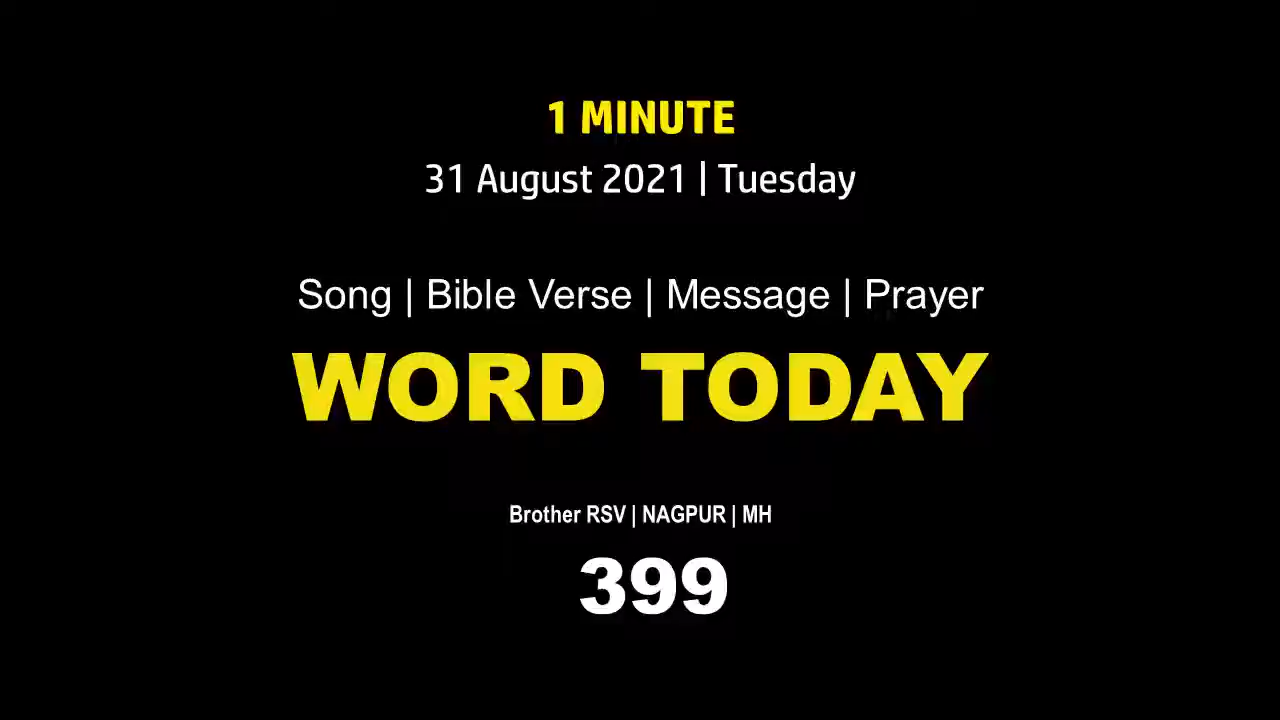 1 MINUTE
31 August 2021 | Tuesday
Song | Bible Verse | Message | Prayer
WORD TODAY
Brother RSV | NAGPUR | MH
399